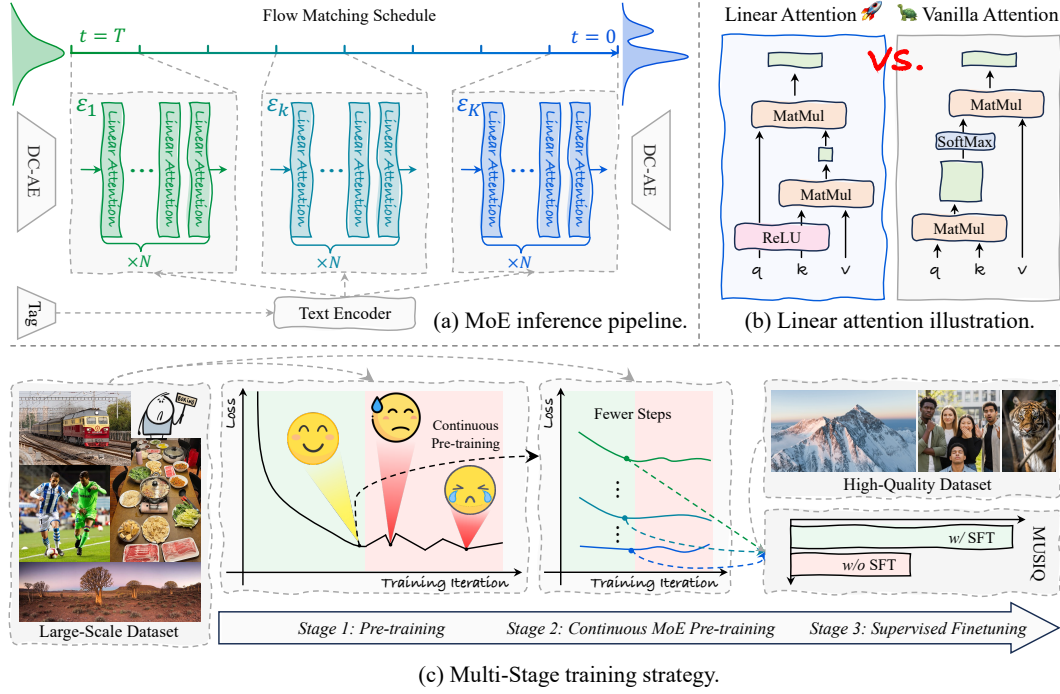 Flow Matching Schedule
t = T
t = 0
ℰ₁
ℰₖ
ℰ_K
DC-AE
Linear Attention
...
Linear Attention
Linear Attention
×N
Linear Attention
...
Linear Attention
Linear Attention
×N
Linear Attention
...
Linear Attention
Linear Attention
×N
DC-AE
Tag
Text Encoder
(a) MoE inference pipeline.
Linear Attention 🚀
VS.
🐢 Vanilla Attention
MatMul
MatMul
ReLU
q k v
MatMul
SoftMax
MatMul
q k v
(b) Linear attention illustration.
BORING
Large-Scale Dataset
Loss
Continuous
Pre-training
Training Iteration
Loss
Fewer Steps
Training Iteration
High-Quality Dataset
w/ SFT
w/o SFT
MUSIQ
Stage 1: Pre-training
Stage 2: Continuous MoE Pre-training
Stage 3: Supervised Finetuning
(c) Multi-Stage training strategy.